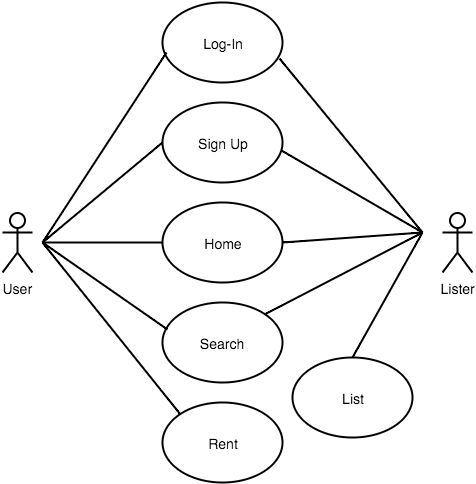 Log-In
Sign Up
Home
User
Lister
Search
List
Rent